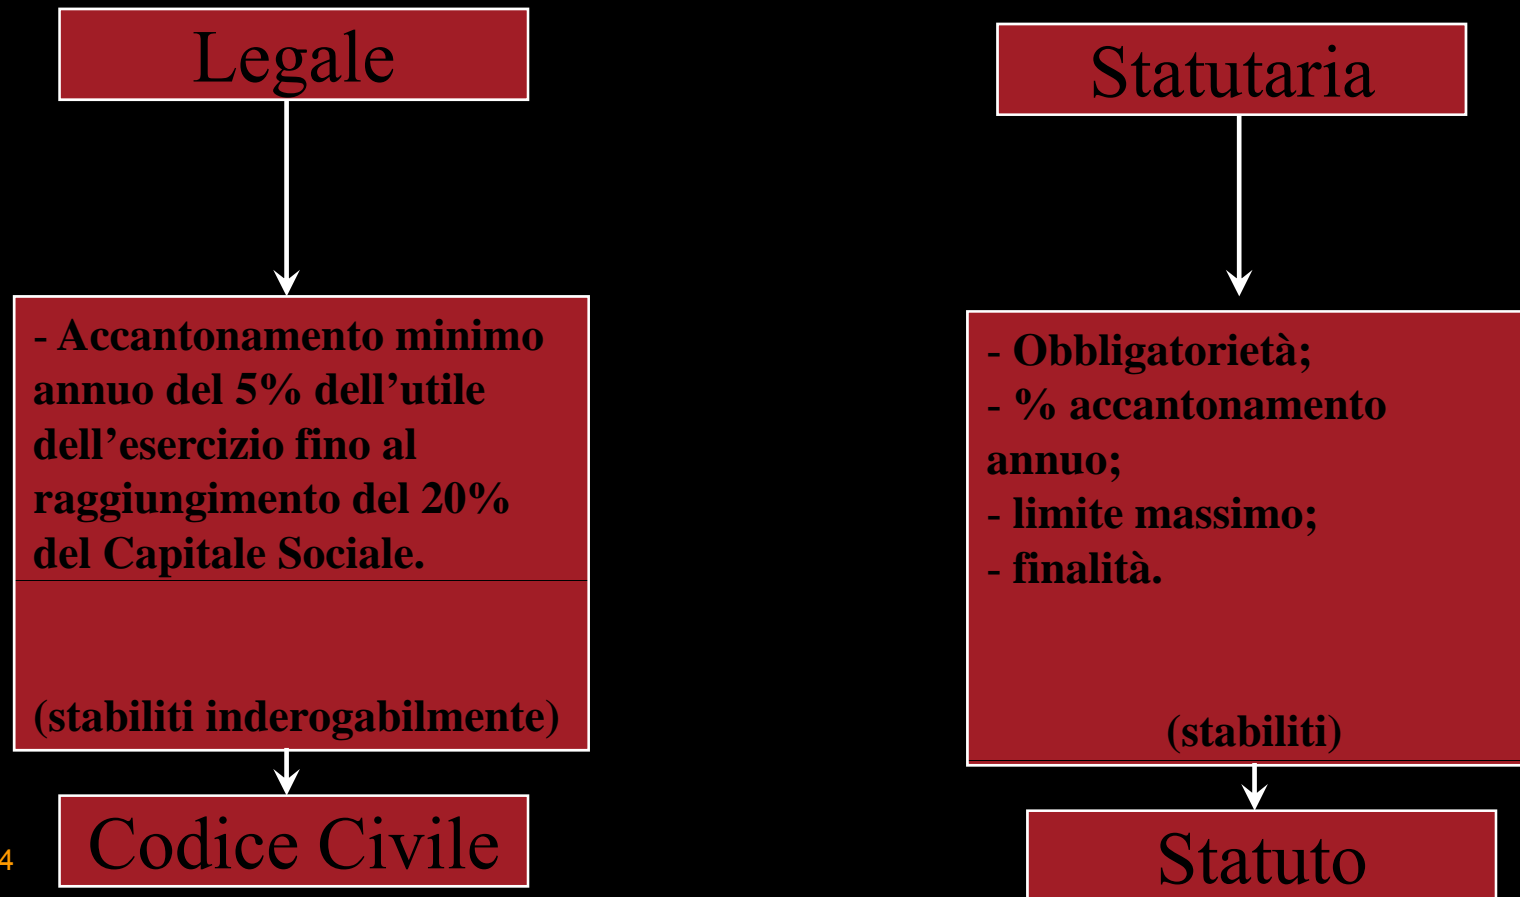 Legale
- Accantonamento minimo
annuo del 5% dell’utile
dell’esercizio fino al
raggiungimento del 20%
del Capitale Sociale.
(stabiliti inderogabilmente)
Codice Civile
Statutaria
- Obbligatorietà;
- % accantonamento
annuo;
- limite massimo;
- finalità.
(stabiliti)
Statuto
4